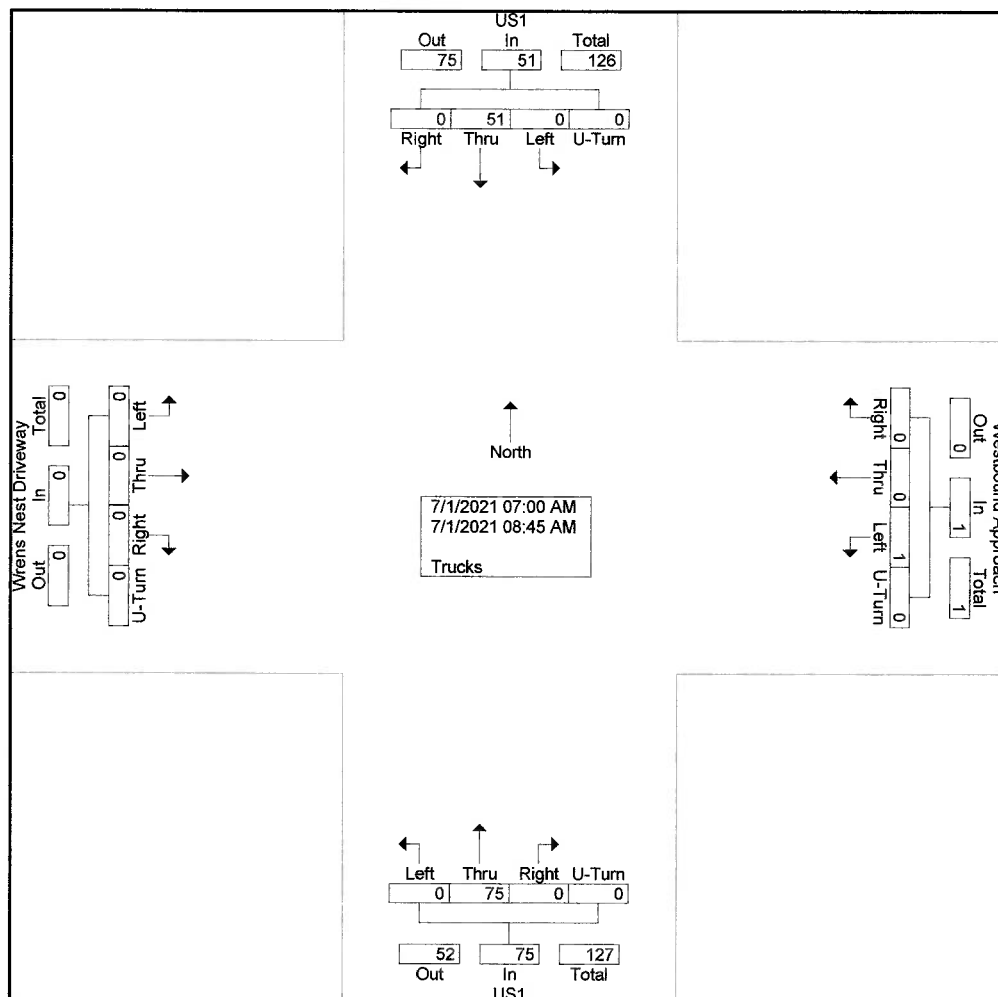 US1
Out In Total
75 51 126
0 51 0 0
Right Thru Left U-Turn
Wrens Nest Driveway
Total In Out
0 0 0
0 0 0 0
Left Thru Right U-Turn
North
7/1/2021 07:00 AM
7/1/2021 08:45 AM
Trucks
Right Thru Left U-Turn
0 0 1 0
0 1 1
Out In Total
Westbound Approach
Left Thru Right U-Turn
0 75 0 0
52 75 127
Out In Total
US1